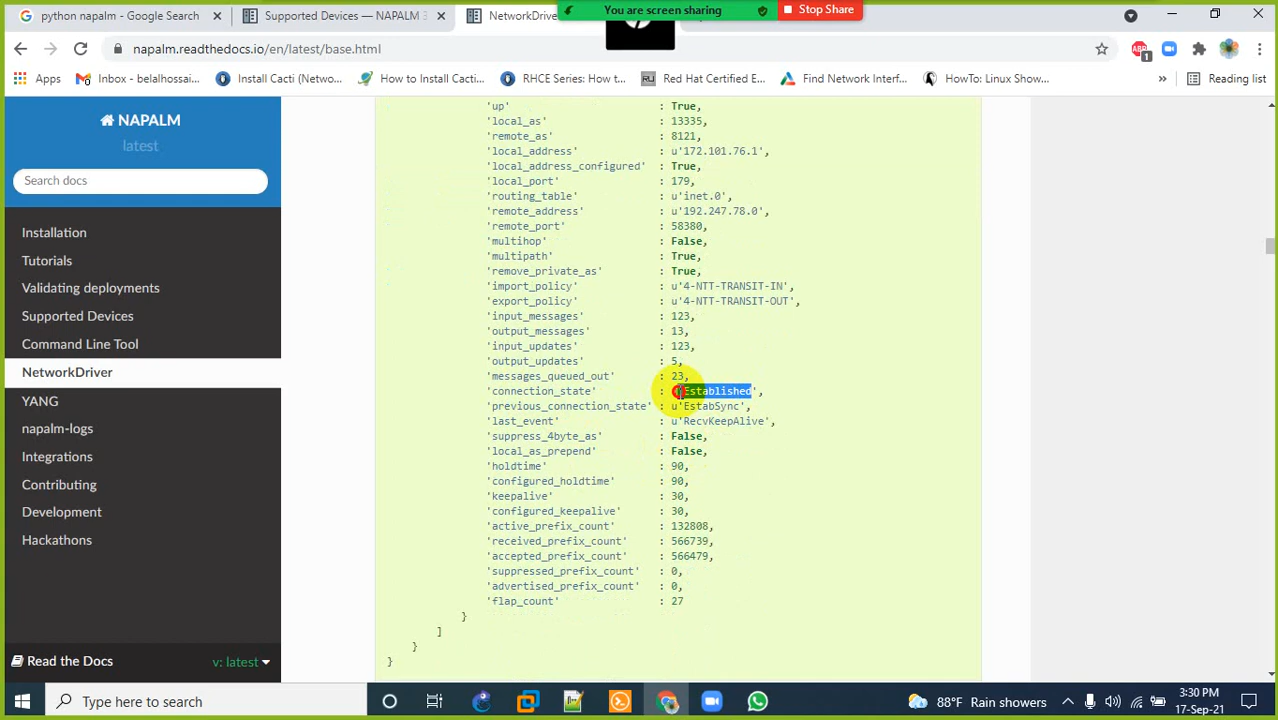 python napalm - Google Search
Supported Devices — NAPALM 3
NetworkDrive
You are screen sharing
Stop Share
napalm.readthedocs.io/en/latest/base.html
ABP
1
Apps
Inbox - belalhossai...
Install Cacti (Netwo...
How to Install Cacti...
RHCE Series: How t...
RU
Red Hat Certified E...
Find Network Interf...
HowTo: Linux Show...
»
Reading list
NAPALM
latest
Search docs
Installation
Tutorials
Validating deployments
Supported Devices
Command Line Tool
NetworkDriver
YANG
napalm-logs
Integrations
Contributing
Development
Hackathons
Read the Docs
v: latest
'up' : True,
'local_as' : 13335,
'remote_as' : 8121,
'local_address' : u'172.101.76.1',
'local_address_configured' : True,
'local_port' : 179,
'routing_table' : u'inet.0',
'remote_address' : u'192.247.78.0',
'remote_port' : 58380,
'multihop' : False,
'multipath' : True,
'remove_private_as' : True,
'import_policy' : u'4-NTT-TRANSIT-IN',
'export_policy' : u'4-NTT-TRANSIT-OUT',
'input_messages' : 123,
'output_messages' : 13,
'input_updates' : 123,
'output_updates' : 5,
'messages_queued_out' : 23,
'connection_state' : 'Established',
'previous_connection_state' : u'EstabSync',
'last_event' : u'RecvKeepAlive',
'suppress_4byte_as' : False,
'local_as_prepend' : False,
'holdtime' : 90,
'configured_holdtime' : 90,
'keepalive' : 30,
'configured_keepalive' : 30,
'active_prefix_count' : 132808,
'received_prefix_count' : 566739,
'accepted_prefix_count' : 566479,
'suppressed_prefix_count' : 0,
'advertised_prefix_count' : 0,
'flap_count' : 27
}
]
}
}
Type here to search
88°F Rain showers
3:30 PM
17-Sep-21